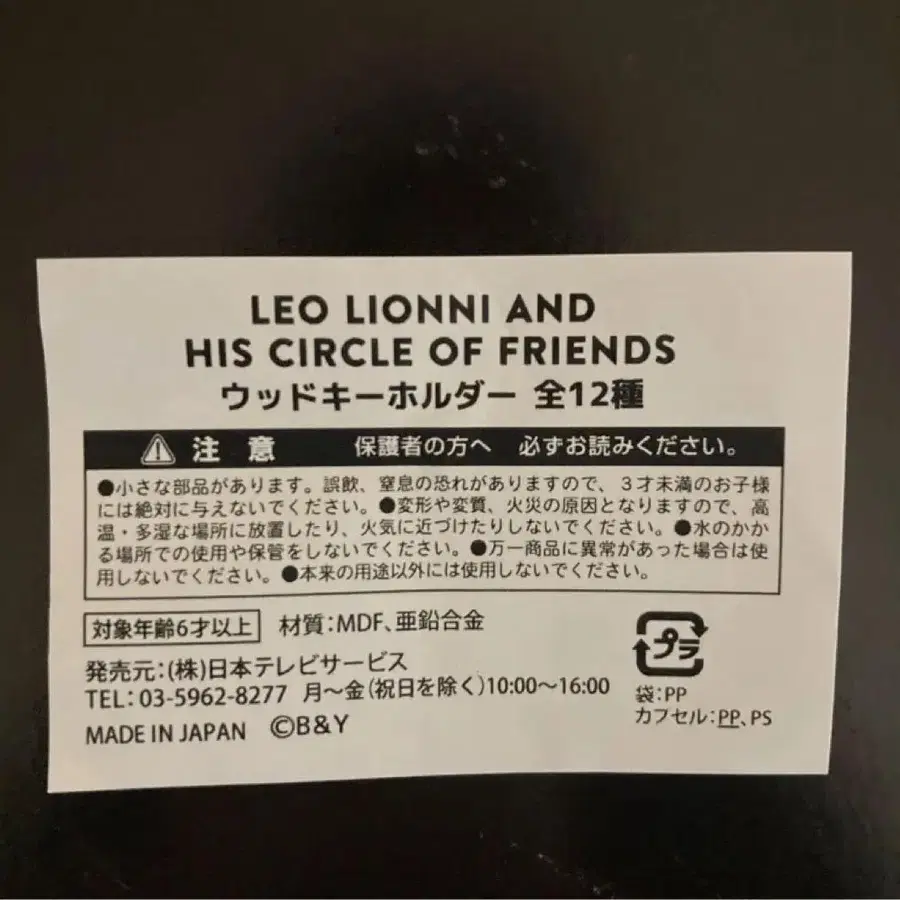 LEO LIONNI AND
HIS CIRCLE OF FRIENDS
ウッドキーホルダー 全12種
注意 保護者の方へ 必ずお読みください。
●小さな部品があります。誤飲、窒息の恐れがありますので、3才未満のお子様
には絶対に与えないでください。●変形や変質、火災の原因となりますので、高
温・多湿な場所に放置したり、火気に近づけたりしないでください。●水のかか
る場所での使用や保管をしないでください。●万一商品に異常があった場合は使
用しないでください。●本来の用途以外には使用しないでください。
対象年齢6才以上 材質:MDF、亜鉛合金
発売元:(株)日本テレビサービス
TEL:03-5962-8277 月~金(祝日を除く)10:00~16:00
MADE IN JAPAN ©B&Y
プラ
袋:PP
カプセル:PP、PS